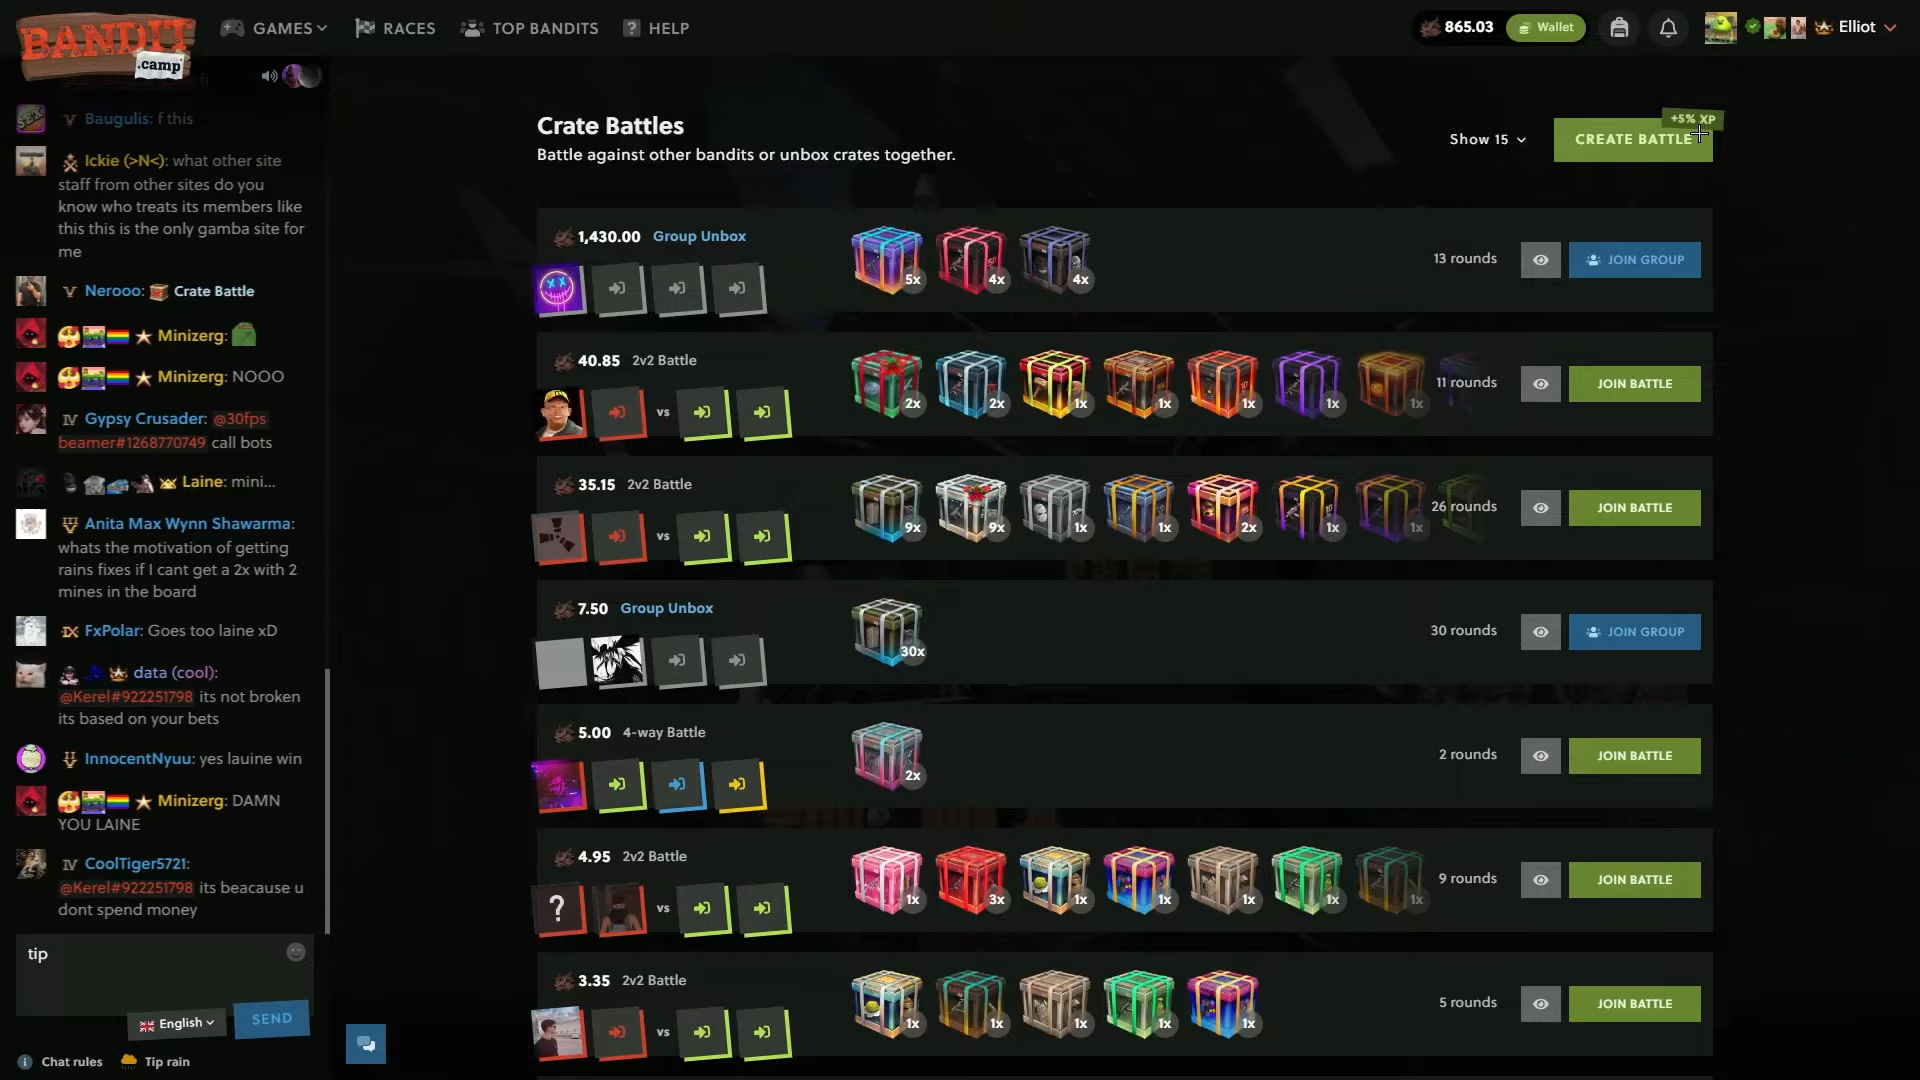 BANDIT
.camp
GAMES
RACES
TOP BANDITS
HELP
865.03
Wallet
Elliot
Baugulis: f this
Ickie (>N<): what other site
staff from other sites do you
know who treats its members like
this this is the only gamba site for
me
Nerooo: Crate Battle
Minizerg:
Minizerg: NOOO
IV Gypsy Crusader: @30fps
beamer#1268770749 call bots
Laine: mini...
Anita Max Wynn Shawarma:
whats the motivation of getting
rains fixes if I cant get a 2x with 2
mines in the board
IX FxPolar: Goes too laine xD
data (cool):
@Kerel#922251798 its not broken
its based on your bets
InnocentNyuu: yes lauine win
Minizerg: DAMN
YOU LAINE
IV CoolTiger5721:
@Kerel#922251798 its beacause u
dont spend money
tip
English
SEND
Chat rules
Tip rain
Crate Battles
Battle against other bandits or unbox crates together.
Show 15
+5% XP
CREATE BATTLE
1,430.00 Group Unbox
5x 4x 4x
13 rounds
JOIN GROUP
40.85 2v2 Battle
vs
2x 2x 1x 1x 1x 1x 1x
11 rounds
JOIN BATTLE
35.15 2v2 Battle
vs
9x 9x 1x 1x 2x 1x 1x
26 rounds
JOIN BATTLE
7.50 Group Unbox
30x
30 rounds
JOIN GROUP
5.00 4-way Battle
2x
2 rounds
JOIN BATTLE
4.95 2v2 Battle
? vs
1x 3x 1x 1x 1x 1x 1x
9 rounds
JOIN BATTLE
3.35 2v2 Battle
vs
1x 1x 1x 1x 1x
5 rounds
JOIN BATTLE